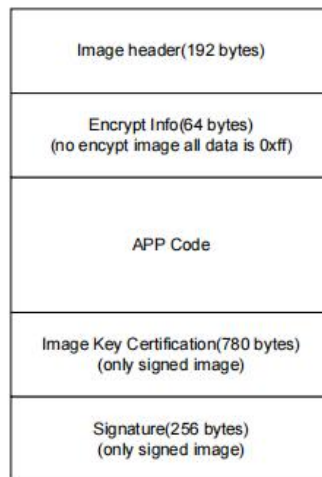 Image header(192 bytes)
Encrypt Info(64 bytes)
(no encrypt image all data is 0xff)
APP Code
Image Key Certification(780 bytes)
(only signed image)
Signature(256 bytes)
(only signed image)